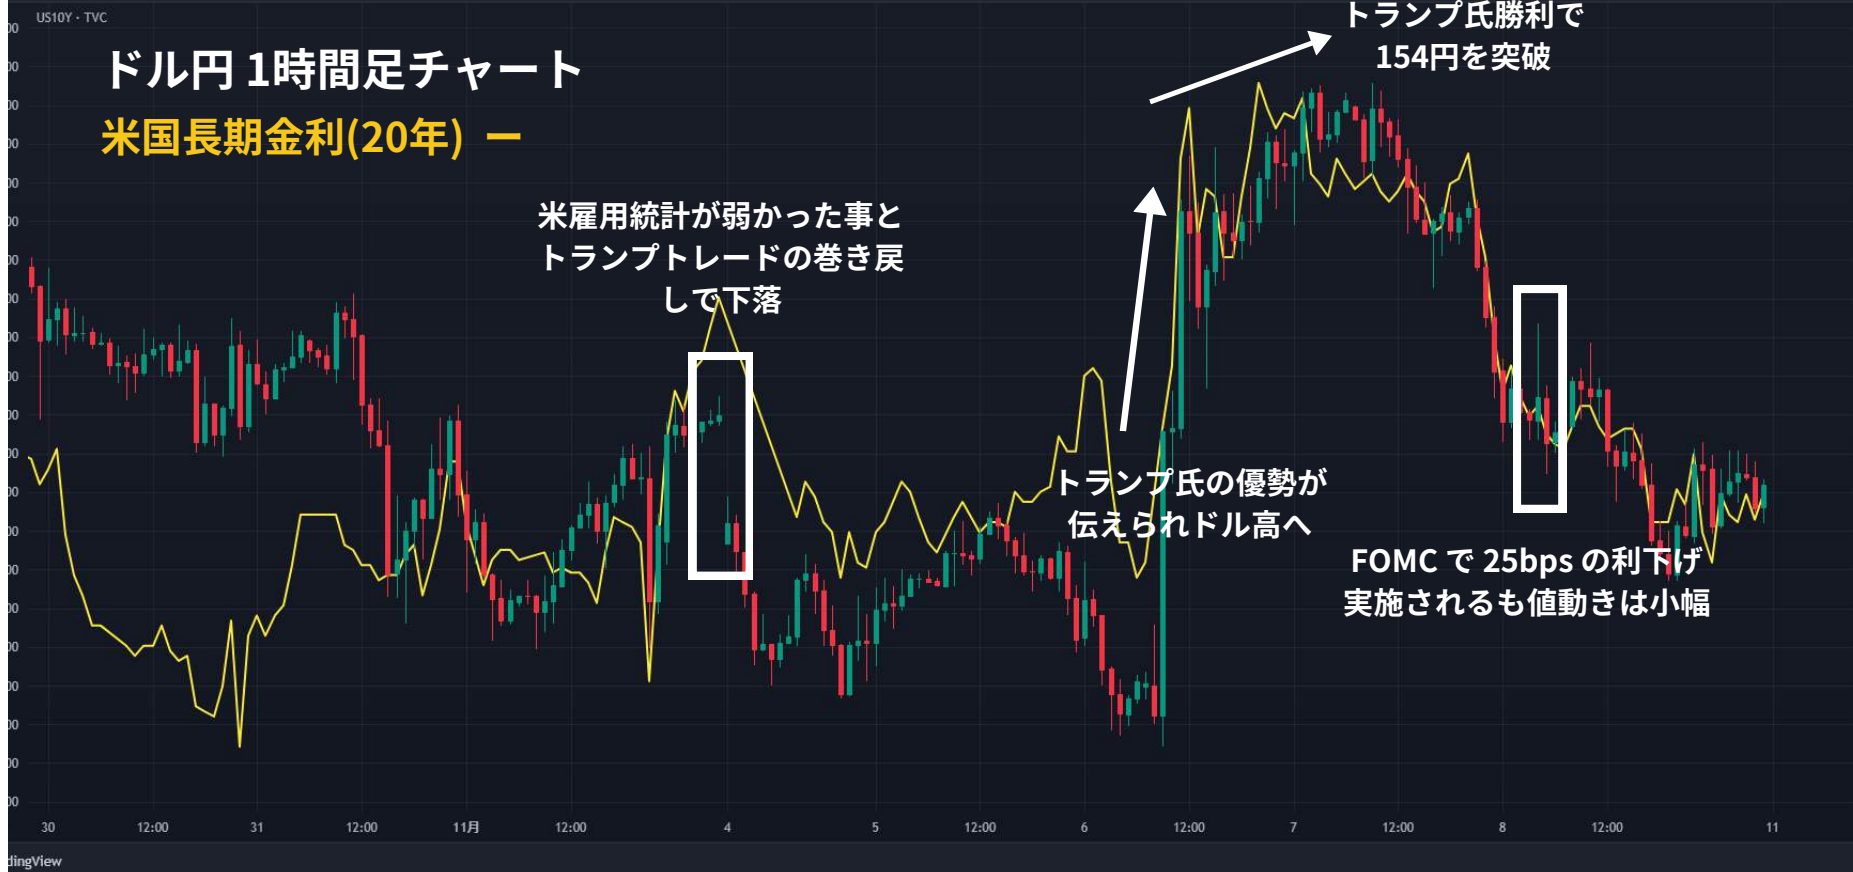 US10Y・TVC
ドル円 1時間足チャート
米国長期金利(20年) ー
トランプ氏勝利で
154円を突破
米雇用統計が弱かった事と
トランプトレードの巻き戻
しで下落
トランプ氏の優勢が
伝えられドル高へ
FOMC で 25bps の利下げ
実施されるも値動きは小幅
30 12:00 31 12:00 11月 12:00 4 5 12:00 6 12:00 7 12:00 8 12:00 11
dingView